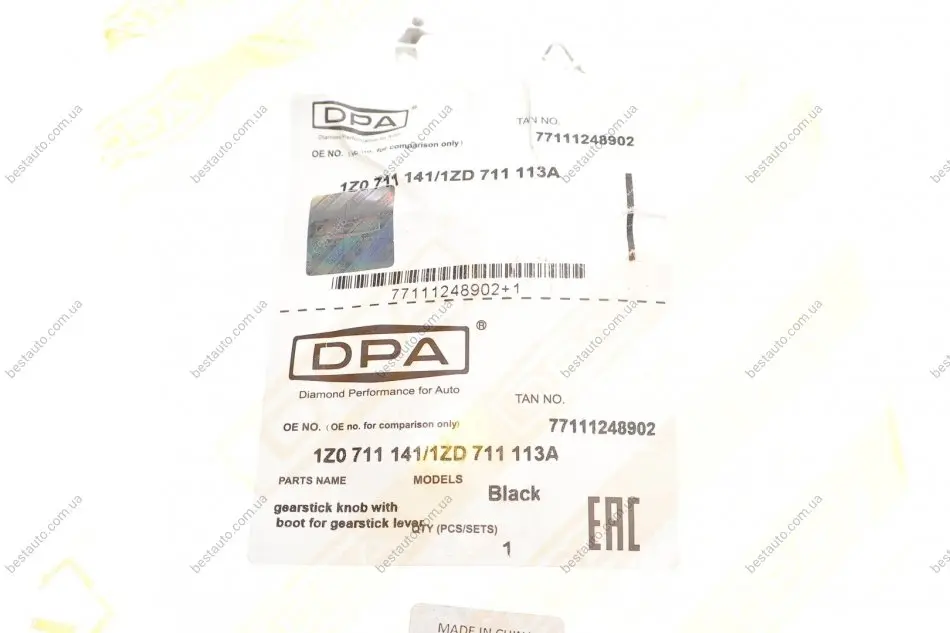 DPA
®
Diamond Performance for Auto
TAN NO.
77111248902
OE NO. comparison only)
1Z0 711 141/1ZD 711 113A
77111248902+1
DPA
®
Diamond Performance for Auto
TAN NO.
OE NO. (OE no. for comparison only)
77111248902
1Z0 711 141/1ZD 711 113A
PARTS NAME
MODELS
Black
gearstick knob with
boot for gearstick lever
QTY (PCS/SETS)
1
EAC
MADE IN CHINA
bestauto.com.ua